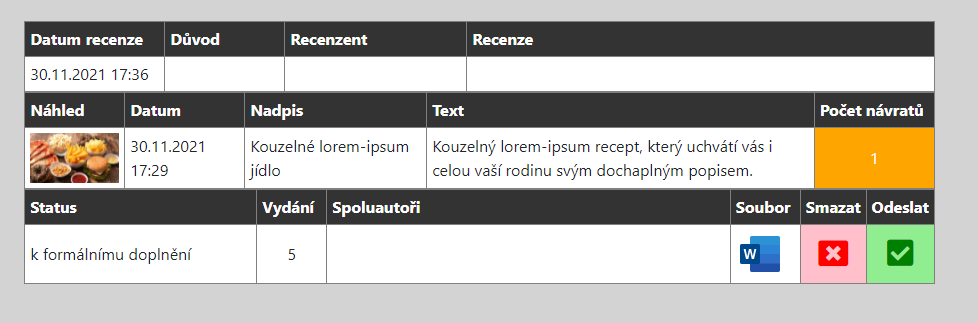 Datum recenze Důvod Recenzent Recenze
30.11.2021 17:36
Náhled Datum Nadpis Text Počet návratů
30.11.2021 Kouzelné lorem-ipsum Kouzelný lorem-ipsum recept, který uchvátí vás i 1
17:29 jídlo celou vaší rodinu svým dochaplným popisem.
Status Vydání Spoluautoři Soubor Smazat Odeslat
k formálnímu doplnění 5 W